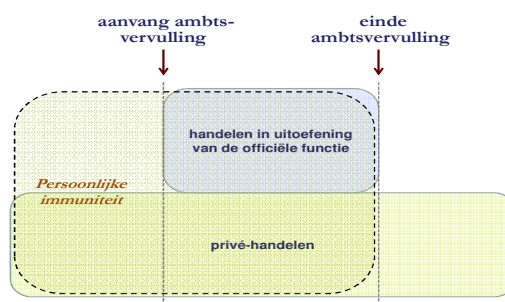 aanvang ambts-
vervulling
einde
ambtsvervulling
handelen in uitoefening
van de officiële functie
Persoonlijke
immuniteit
privé-handelen